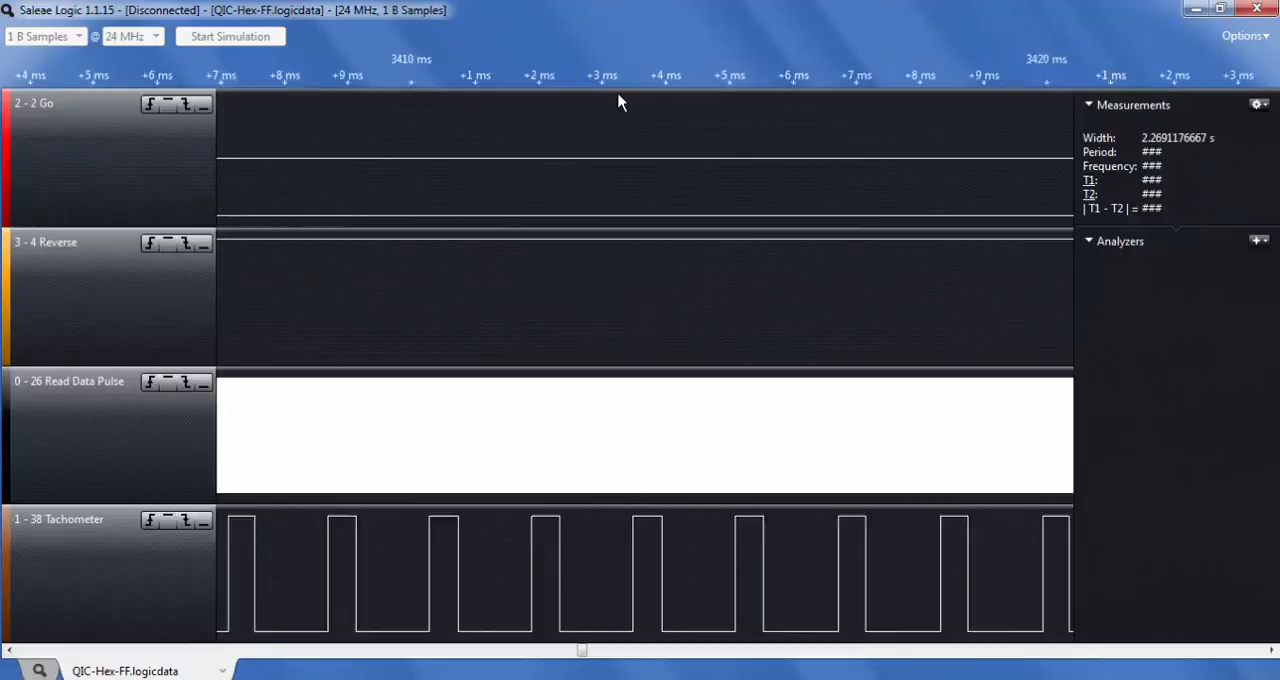 Saleae Logic 1.1.15 - [Disconnected] - [QIC-Hex-FF.logicdata] - [24 MHz, 1 B Samples]
1 B Samples @ 24 MHz Start Simulation Options
3410 ms 3420 ms
+4 ms +5 ms +6 ms +7 ms +8 ms +9 ms +1 ms +2 ms +3 ms +4 ms +5 ms +6 ms +7 ms +8 ms +9 ms +1 ms +2 ms +3 ms
2 - 2 Go
Measurements
Width: 2.2691176667 s
Period: ###
Frequency: ###
T1: ###
T2: ###
| T1 - T2 | = ###
3 - 4 Reverse
Analyzers
0 - 26 Read Data Pulse
1 - 38 Tachometer
QIC-Hex-FF.logicdata